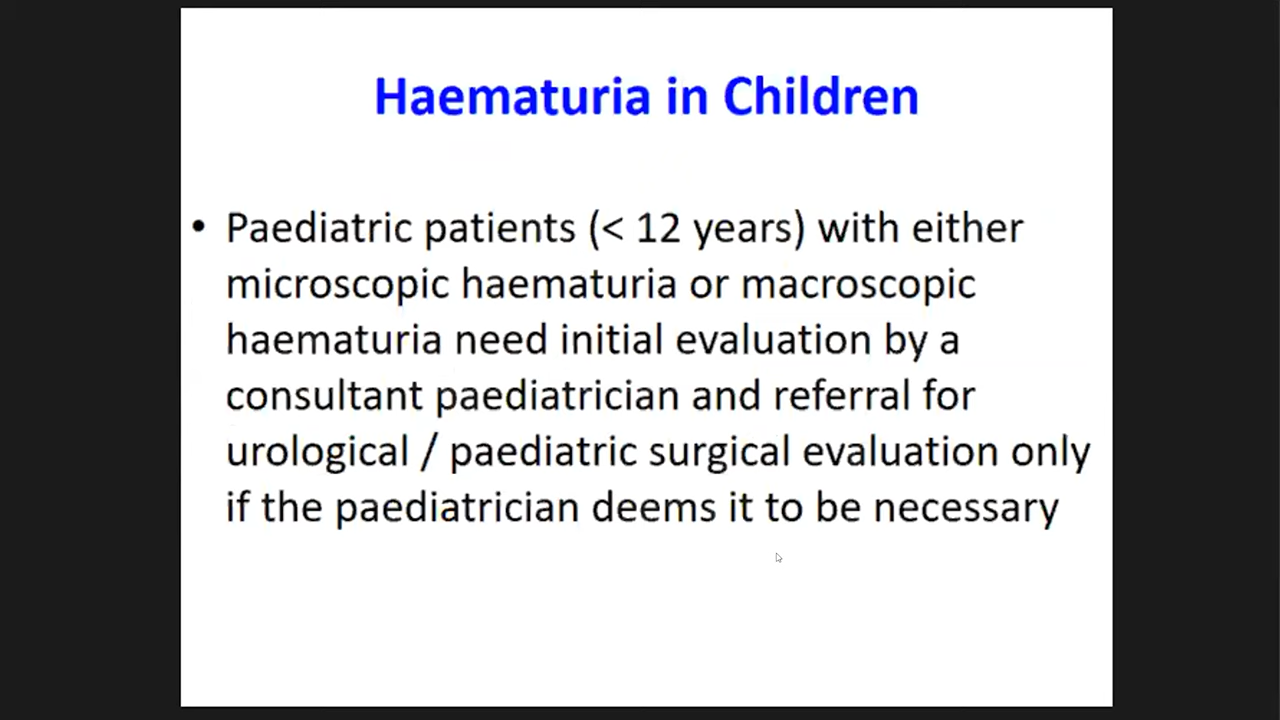 Haematuria in Children
• Paediatric patients (< 12 years) with either
microscopic haematuria or macroscopic
haematuria need initial evaluation by a
consultant paediatrician and referral for
urological / paediatric surgical evaluation only
if the paediatrician deems it to be necessary